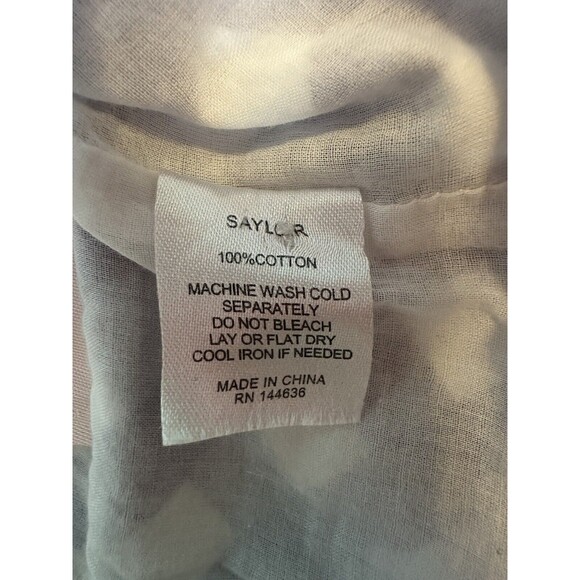 SAYLOR
100%COTTON
MACHINE WASH COLD
SEPARATELY
DO NOT BLEACH
LAY OR FLAT DRY
COOL IRON IF NEEDED
MADE IN CHINA
RN 144636